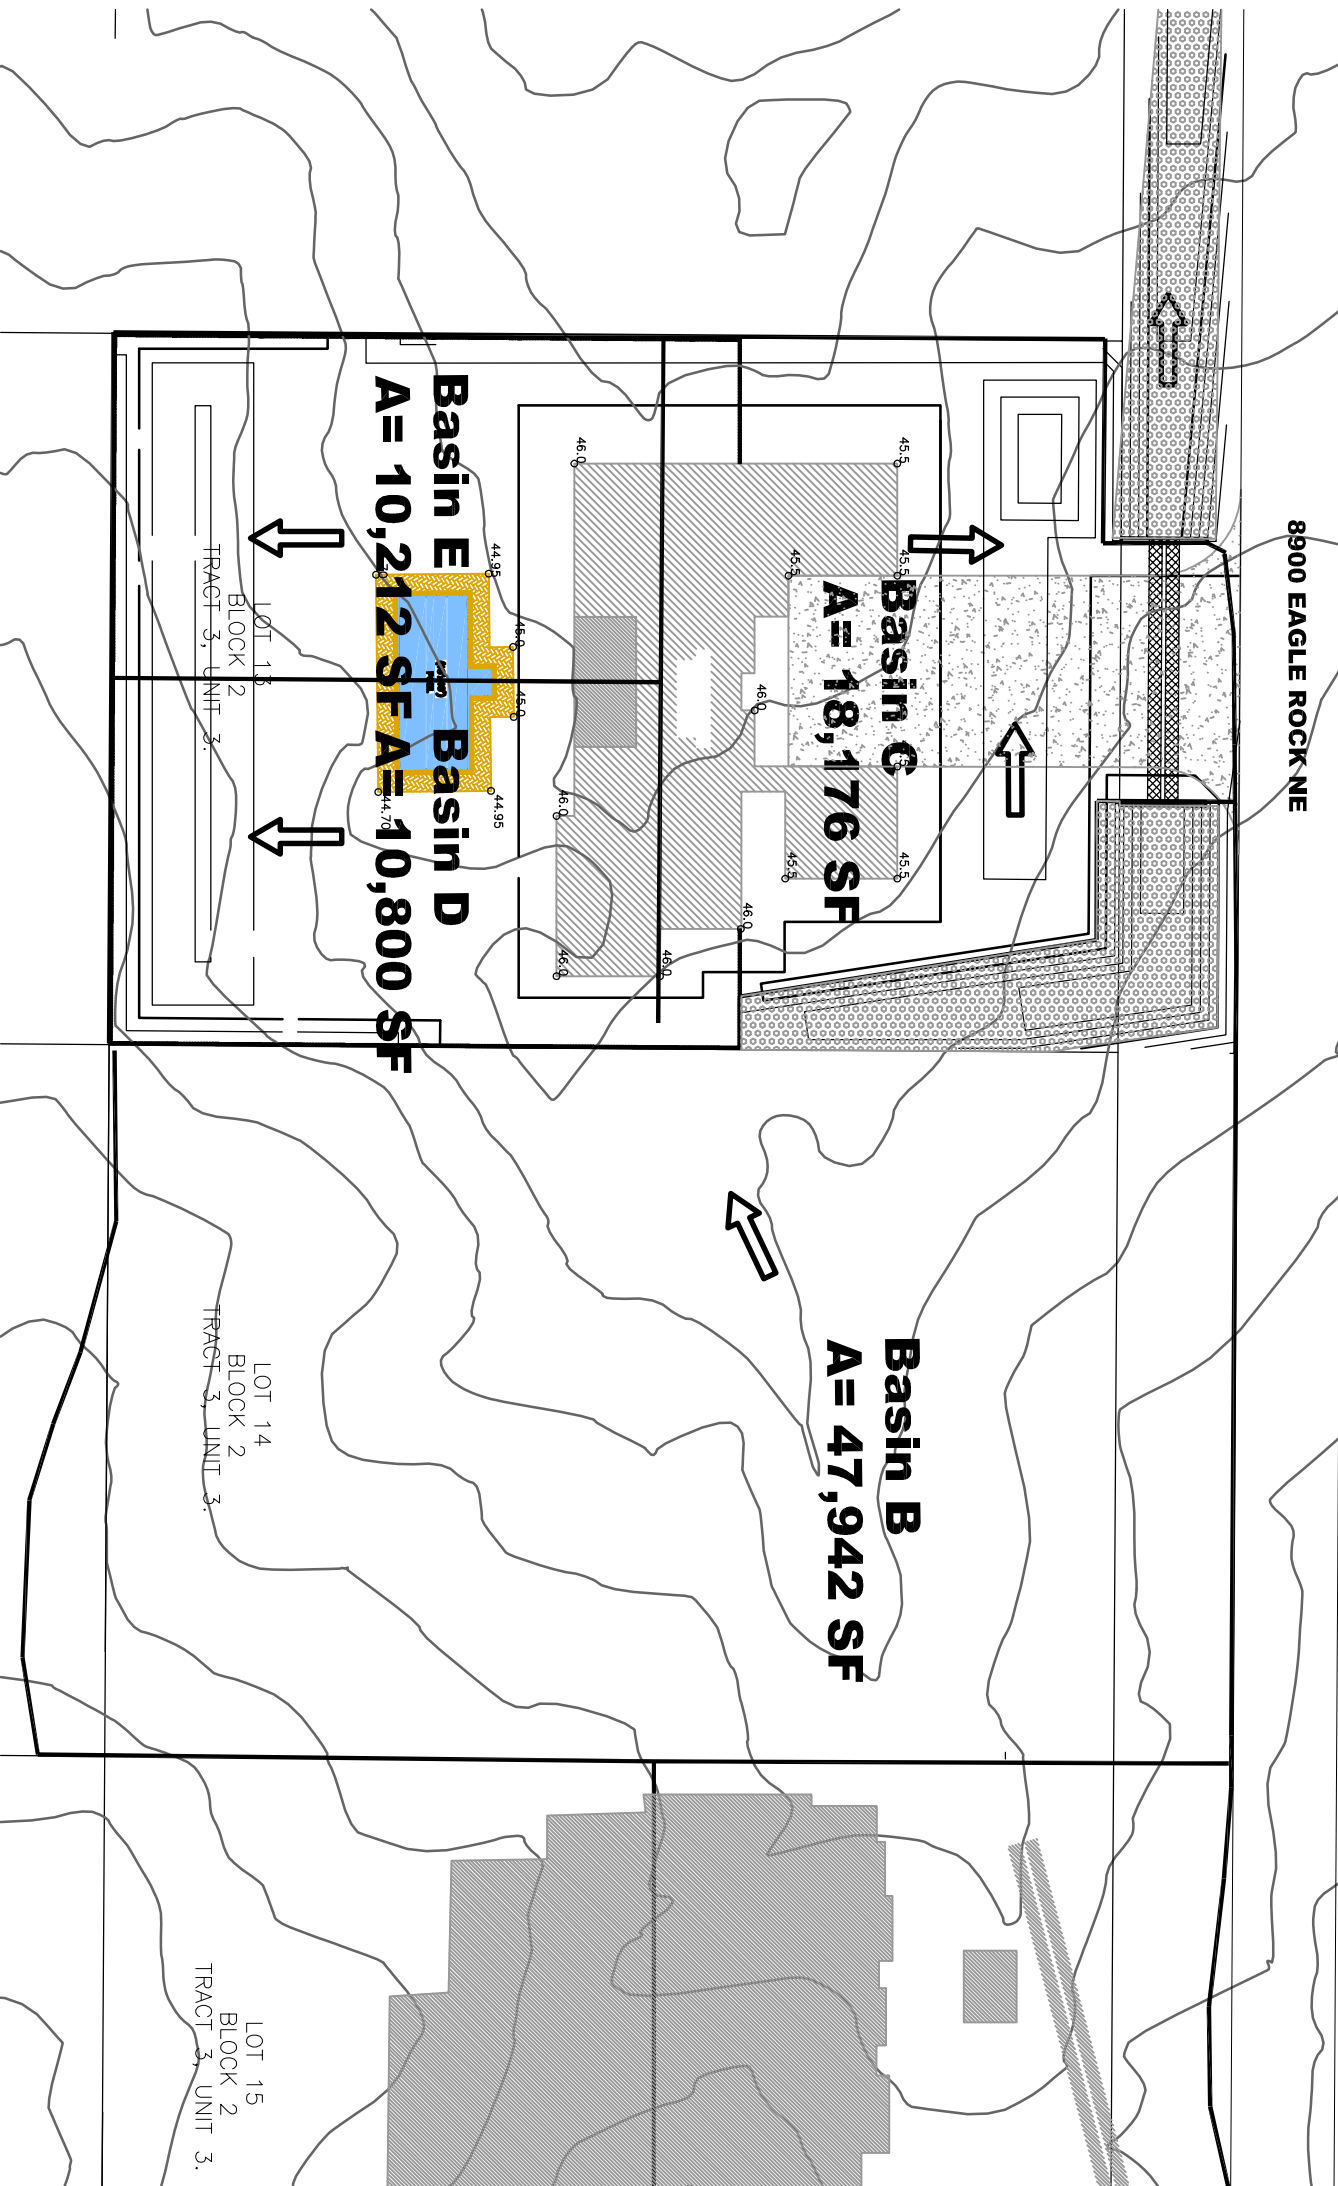 8900 EAGLE ROCK NE
Basin E
A= 10,212 SF
Basin D
A= 10,800 SF
Basin C
A= 18,176 SF
Basin B
A= 47,942 SF
LOT 13
BLOCK 2
TRACT 3, UNIT 3.
LOT 14
BLOCK 2
TRACT 3, UNIT 3.
LOT 15
BLOCK 2
TRACT 3, UNIT 3.
46.0
45.5
45.5
45.5
44.95
45.0
45.0
46.0
44.95
44.70
46.0
45.5
45.5
46.0
46.0
46.0